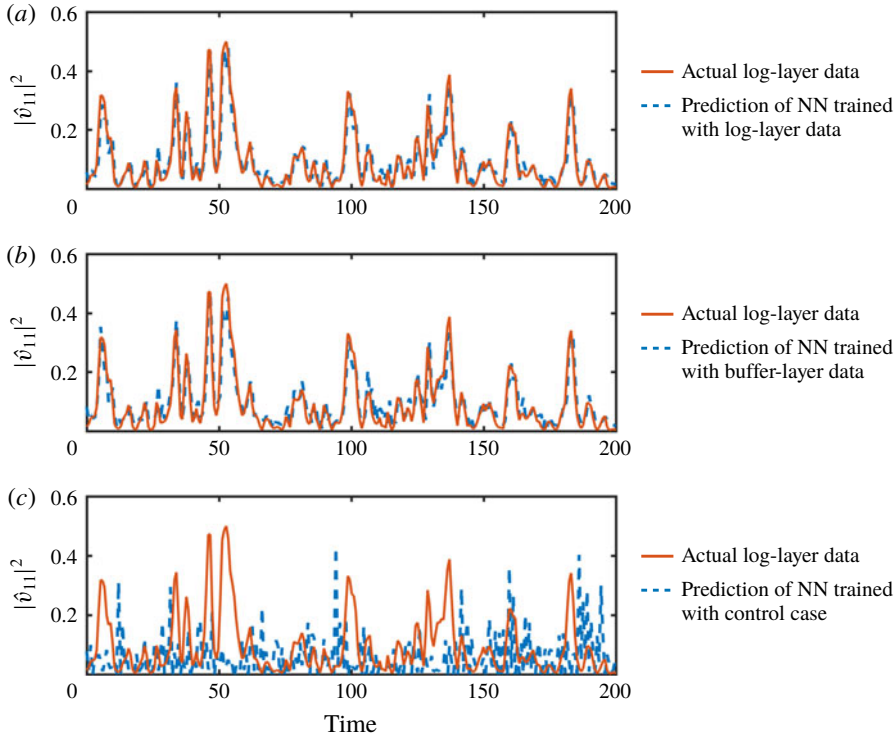 (a)
0.6
0.4
0.2
|v̂₁₁|²
0 50 100 150 200
Actual log-layer data
Prediction of NN trained
with log-layer data
(b)
0.6
0.4
0.2
|v̂₁₁|²
0 50 100 150 200
Actual log-layer data
Prediction of NN trained
with buffer-layer data
(c)
0.6
0.4
0.2
|v̂₁₁|²
0 50 100 150 200
Time
Actual log-layer data
Prediction of NN trained
with control case